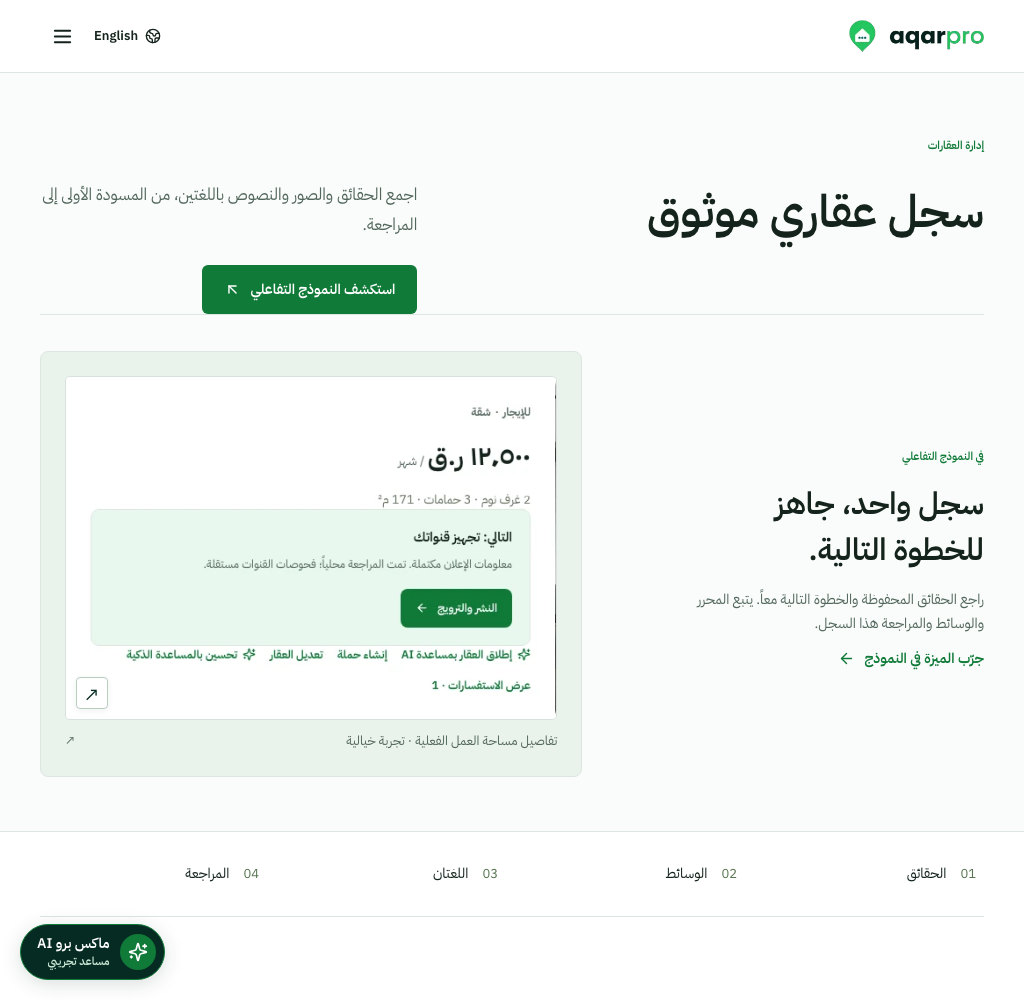 aqarpro
English
إدارة العقارات
سجل عقاري موثوق
اجمع الحقائق والصور والنصوص باللغتين، من المسودة الأولى إلى
المراجعة.
استكشف النموذج التفاعلي
في النموذج التفاعلي
سجل واحد، جاهز
للخطوة التالية.
راجع الحقائق المحفوظة والخطوة التالية معاً. يتبع المحرر
والوسائط والمراجعة هذا السجل.
جرّب الميزة في النموذج
للإيجار · شقة
١٢٬٥٠٠ ر.ق / شهر
2 غرف نوم · 3 حمامات · 171 م²
التالي: تجهيز قنواتك
معلومات الإعلان مكتملة. تمت المراجعة محلياً؛ فحوصات القنوات مستقلة.
النشر والترويج
إطلاق العقار بمساعدة AI إنشاء حملة تعديل العقار تحسين بالمساعدة الذكية
عرض الاستفسارات · 1
تفاصيل مساحة العمل الفعلية · تجربة خيالية
01 الحقائق
02 الوسائط
03 اللغتان
04 المراجعة
ماكس برو AI
مساعد تجريبي